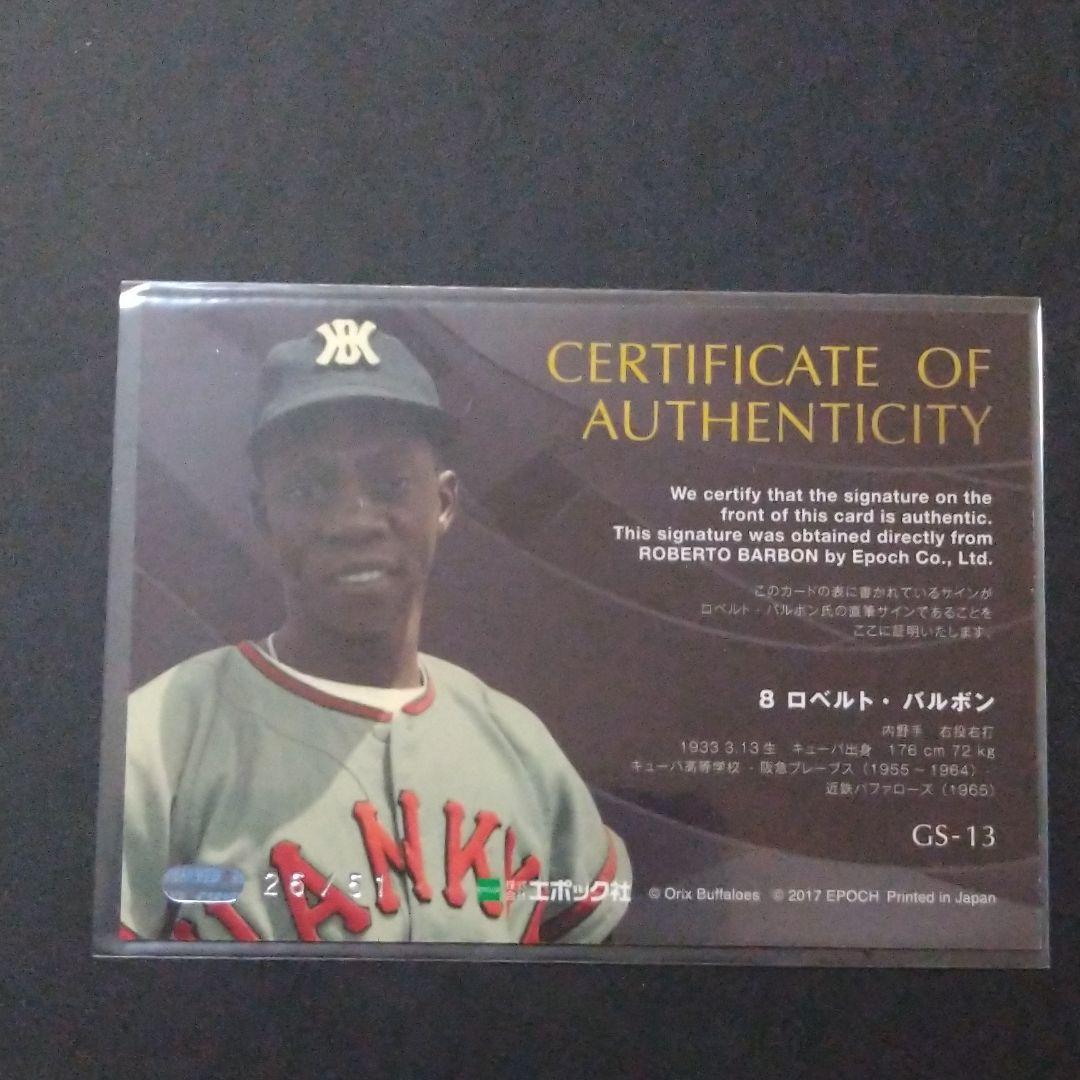 CERTIFICATE OF
AUTHENTICITY
We certify that the signature on the
front of this card is authentic.
This signature was obtained directly from
ROBERTO BARBON by Epoch Co., Ltd.
このカードの表に書かれているサインが
ロベルト・バルボン氏の直筆サインであることを
ここに証明いたします。
8 ロベルト・バルボン
内野手 右投右打
1933.3.13生 キューバ出身 176 cm 72 kg
キューバ高等学校 - 阪急ブレーブス（1955～1964）-
近鉄バファローズ（1965）
GS-13
HANKY
26/51
株式会社エポック社 © Orix Buffaloes © 2017 EPOCH Printed in Japan